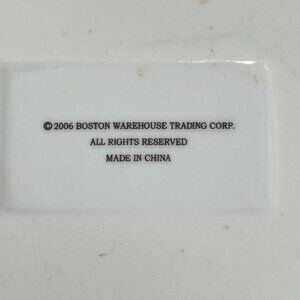 © 2006 BOSTON WAREHOUSE TRADING CORP.
ALL RIGHTS RESERVED
MADE IN CHINA